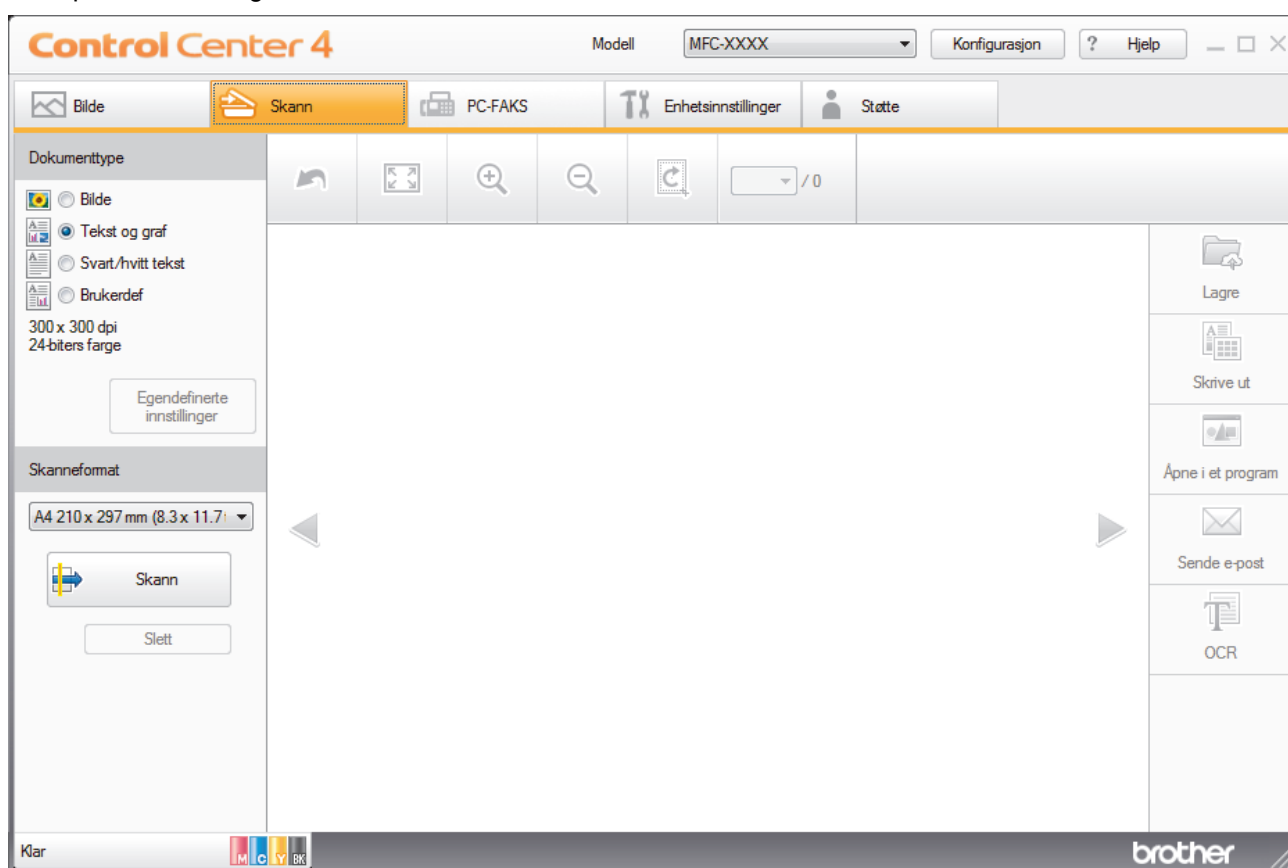 Control Center 4
Modell
MFC-XXXX
Konfigurasjon
? Hjelp
Bilde
Skann
PC-FAKS
Enhetsinnstillinger
Støtte
Dokumenttype
Bilde
Tekst og graf
Svart/hvitt tekst
Brukerdef
300 x 300 dpi
24-biters farge
Egendefinerte
innstillinger
Skanneformat
A4 210 x 297 mm (8.3 x 11.7
Skann
Slett
/ 0
Lagre
Skrive ut
Åpne i et program
Sende e-post
OCR
Klar
M C Y BK
brother